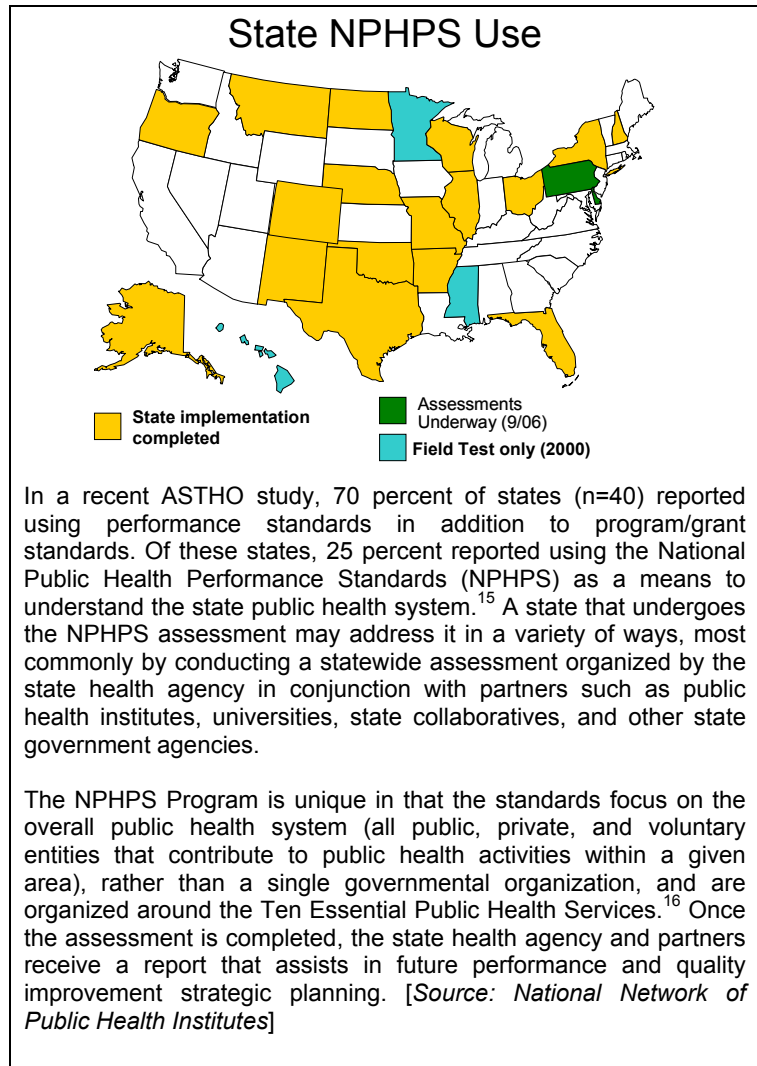 State NPHPS Use
State implementation
completed
Assessments
Underway (9/06)
Field Test only (2000)
In a recent ASTHO study, 70 percent of states (n=40) reported
using performance standards in addition to program/grant
standards. Of these states, 25 percent reported using the National
Public Health Performance Standards (NPHPS) as a means to
understand the state public health system.15 A state that undergoes
the NPHPS assessment may address it in a variety of ways, most
commonly by conducting a statewide assessment organized by the
state health agency in conjunction with partners such as public
health institutes, universities, state collaboratives, and other state
government agencies.
The NPHPS Program is unique in that the standards focus on the
overall public health system (all public, private, and voluntary
entities that contribute to public health activities within a given
area), rather than a single governmental organization, and are
organized around the Ten Essential Public Health Services.16 Once
the assessment is completed, the state health agency and partners
receive a report that assists in future performance and quality
improvement strategic planning. [Source: National Network of
Public Health Institutes]